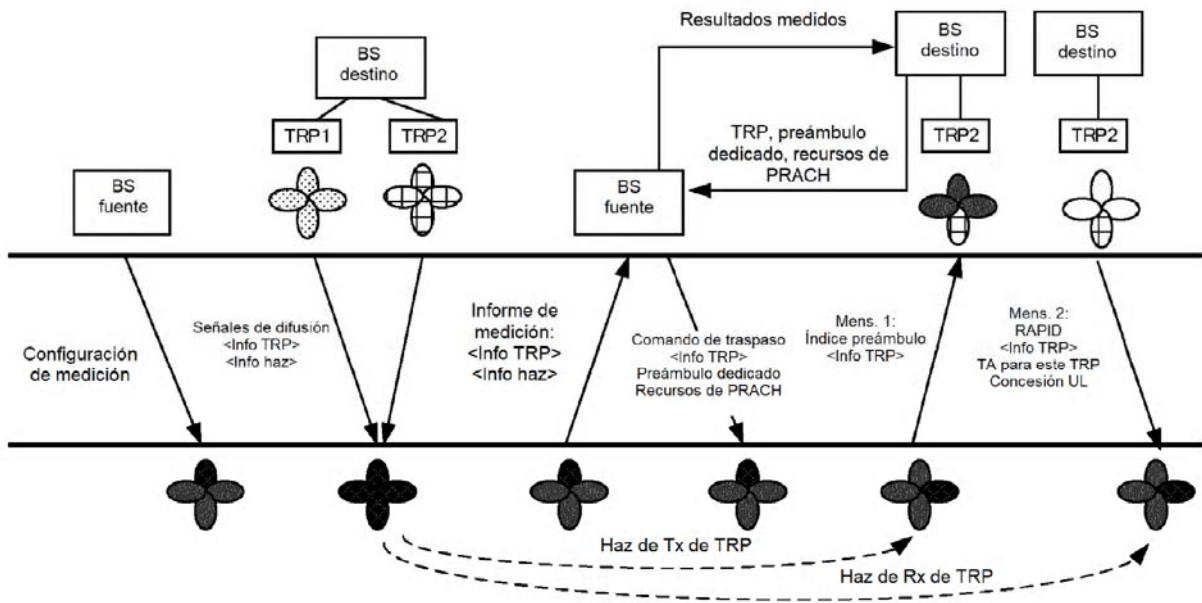 BS
destino
TRP1
TRP2
BS
fuente
Resultados medidos
BS
destino
BS
destino
TRP, preámbulo
dedicado, recursos de
PRACH
TRP2
TRP2
BS
fuente
Configuración
de medición
Señales de difusión
<Info TRP>
<Info haz>
Informe de
medición:
<Info TRP>
<Info haz>
Comando de traspaso
<Info TRP>
Preámbulo dedicado
Recursos de PRACH
Mens. 1:
Índice preámbulo
<Info TRP>
Mens. 2:
RAPID
<Info TRP>
TA para este TRP
Concesión UL
Haz de Tx de TRP
Haz de Rx de TRP